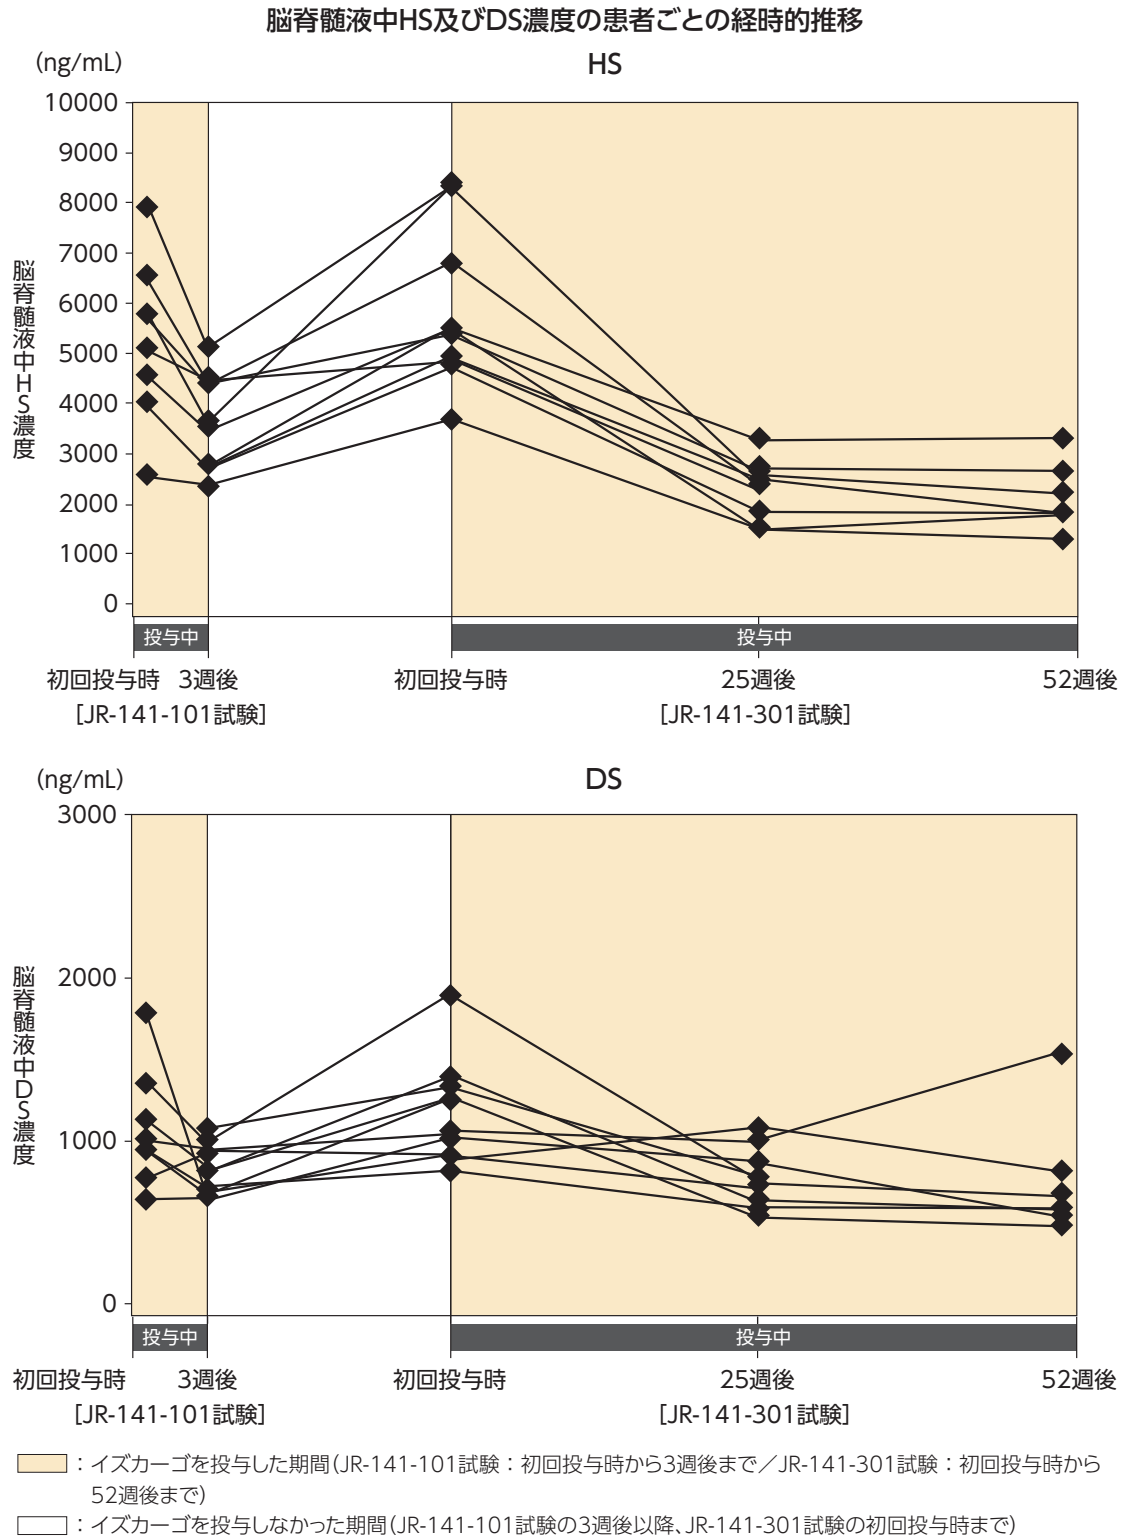 脳脊髄液中HS及びDS濃度の患者ごとの経時的推移
(ng/mL)
HS
10000
9000
8000
7000
6000
5000
4000
3000
2000
1000
0
脳脊髄液中HS濃度
投与中
投与中
初回投与時 3週後 初回投与時 25週後 52週後
[JR-141-101試験] [JR-141-301試験]
(ng/mL)
DS
3000
2000
1000
0
脳脊髄液中DS濃度
投与中
投与中
初回投与時 3週後 初回投与時 25週後 52週後
[JR-141-101試験] [JR-141-301試験]
：イズカーゴを投与した期間(JR-141-101試験：初回投与時から3週後まで／JR-141-301試験：初回投与時から
52週後まで)
：イズカーゴを投与しなかった期間(JR-141-101試験の3週後以降、JR-141-301試験の初回投与時まで)